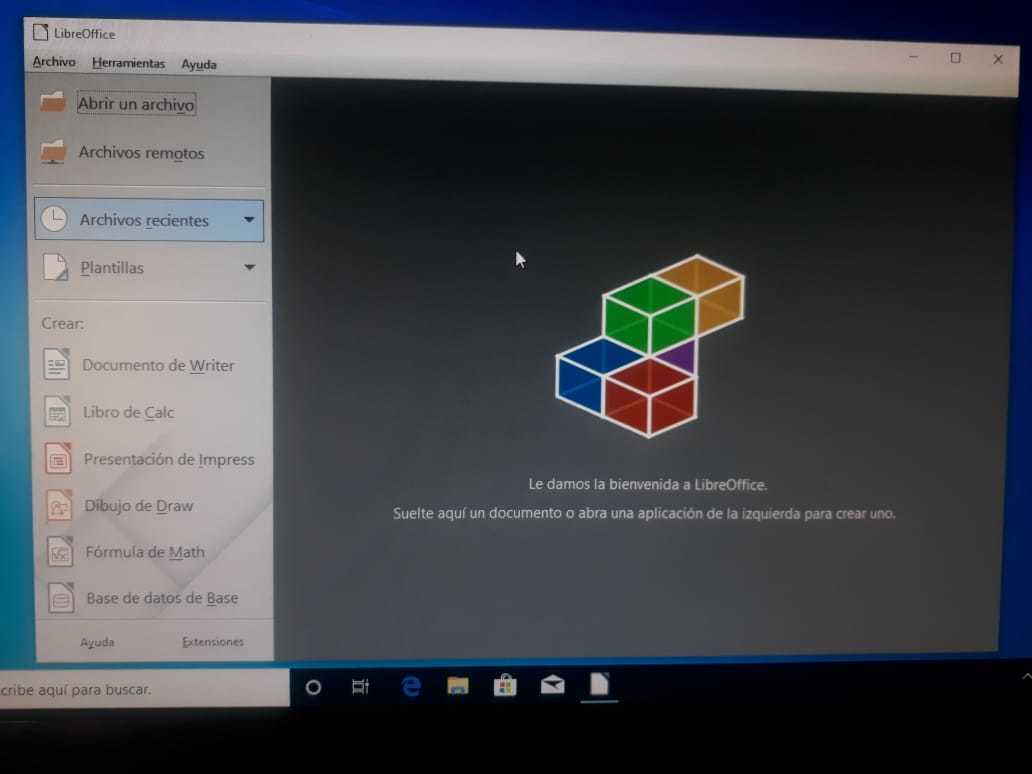 LibreOffice
Archivo Herramientas Ayuda
Abrir un archivo
Archivos remotos
Archivos recientes
Plantillas
Crear:
Documento de Writer
Libro de Calc
Presentación de Impress
Dibujo de Draw
Fórmula de Math
Base de datos de Base
Ayuda Extensiones
Le damos la bienvenida a LibreOffice.
Suelte aquí un documento o abra una aplicación de la izquierda para crear uno.
cribe aquí para buscar.